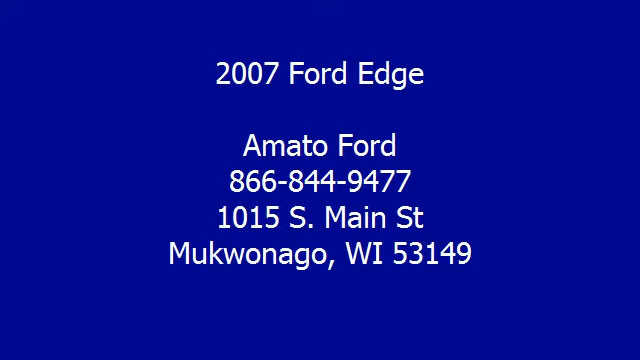 2007 Ford Edge
Amato Ford
866-844-9477
1015 S. Main St
Mukwonago, WI 53149